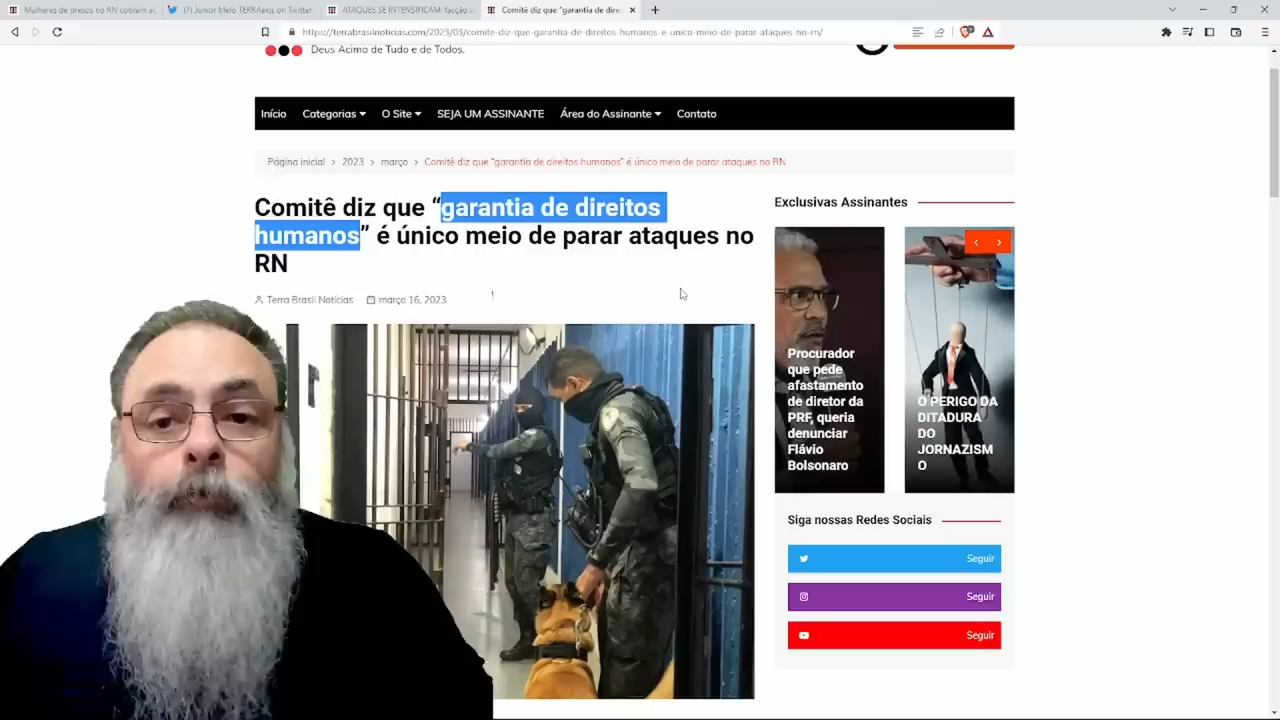 Mulheres de presos no RN cobram aç
(7) Junior Melo TERRABRASIL on Twitter
ATAQUES SE INTENSIFICAM: facção u
Comitê diz que “garantia de dire
https://terrabrasilnoticias.com/2023/03/comite-diz-que-garantia-de-direitos-humanos-e-unico-meio-de-parar-ataques-no-rn/
Deus Acima de Tudo e de Todos.
Início Categorias O Site SEJA UM ASSINANTE Área do Assinante Contato
Página inicial > 2023 > março > Comitê diz que “garantia de direitos humanos” é único meio de parar ataques no RN
Comitê diz que “garantia de direitos
humanos” é único meio de parar ataques no
RN
Terra Brasil Notícias março 16, 2023
Exclusivas Assinantes
Procurador
que pede
afastamento
de diretor da
PRF, queria
denunciar
Flávio
Bolsonaro
O PERIGO DA
DITADURA
DO
JORNAZISM
O
Siga nossas Redes Sociais
Seguir
Seguir
Seguir